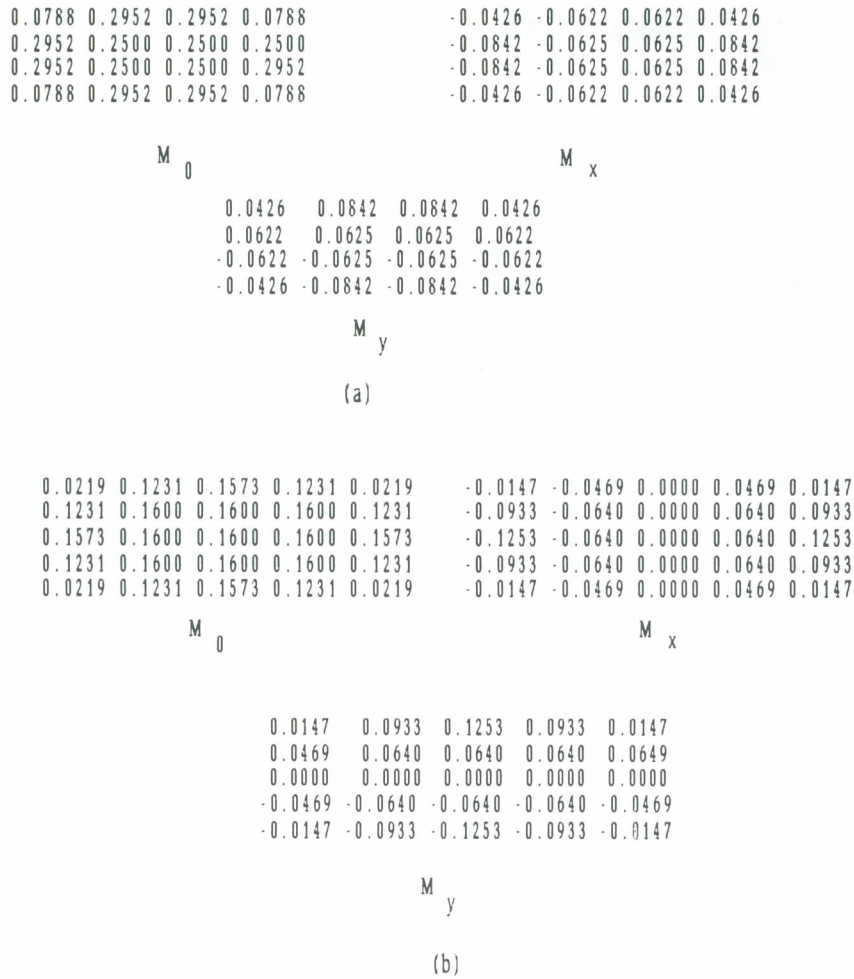 0.0788 0.2952 0.2952 0.0788 -0.0426 -0.0622 0.0622 0.0426
0.2952 0.2500 0.2500 0.2500 -0.0842 -0.0625 0.0625 0.0842
0.2952 0.2500 0.2500 0.2952 -0.0842 -0.0625 0.0625 0.0842
0.0788 0.2952 0.2952 0.0788 -0.0426 -0.0622 0.0622 0.0426
M 0 M x
0.0426 0.0842 0.0842 0.0426
0.0622 0.0625 0.0625 0.0622
-0.0622 -0.0625 -0.0625 -0.0622
-0.0426 -0.0842 -0.0842 -0.0426
M y
(a)
0.0219 0.1231 0.1573 0.1231 0.0219 -0.0147 -0.0469 0.0000 0.0469 0.0147
0.1231 0.1600 0.1600 0.1600 0.1231 -0.0933 -0.0640 0.0000 0.0640 0.0933
0.1573 0.1600 0.1600 0.1600 0.1573 -0.1253 -0.0640 0.0000 0.0640 0.1253
0.1231 0.1600 0.1600 0.1600 0.1231 -0.0933 -0.0640 0.0000 0.0640 0.0933
0.0219 0.1231 0.1573 0.1231 0.0219 -0.0147 -0.0469 0.0000 0.0469 0.0147
M 0 M x
0.0147 0.0933 0.1253 0.0933 0.0147
0.0469 0.0640 0.0640 0.0640 0.0649
0.0000 0.0000 0.0000 0.0000 0.0000
-0.0469 -0.0640 -0.0640 -0.0640 -0.0469
-0.0147 -0.0933 -0.1253 -0.0933 -0.0147
M y
(b)